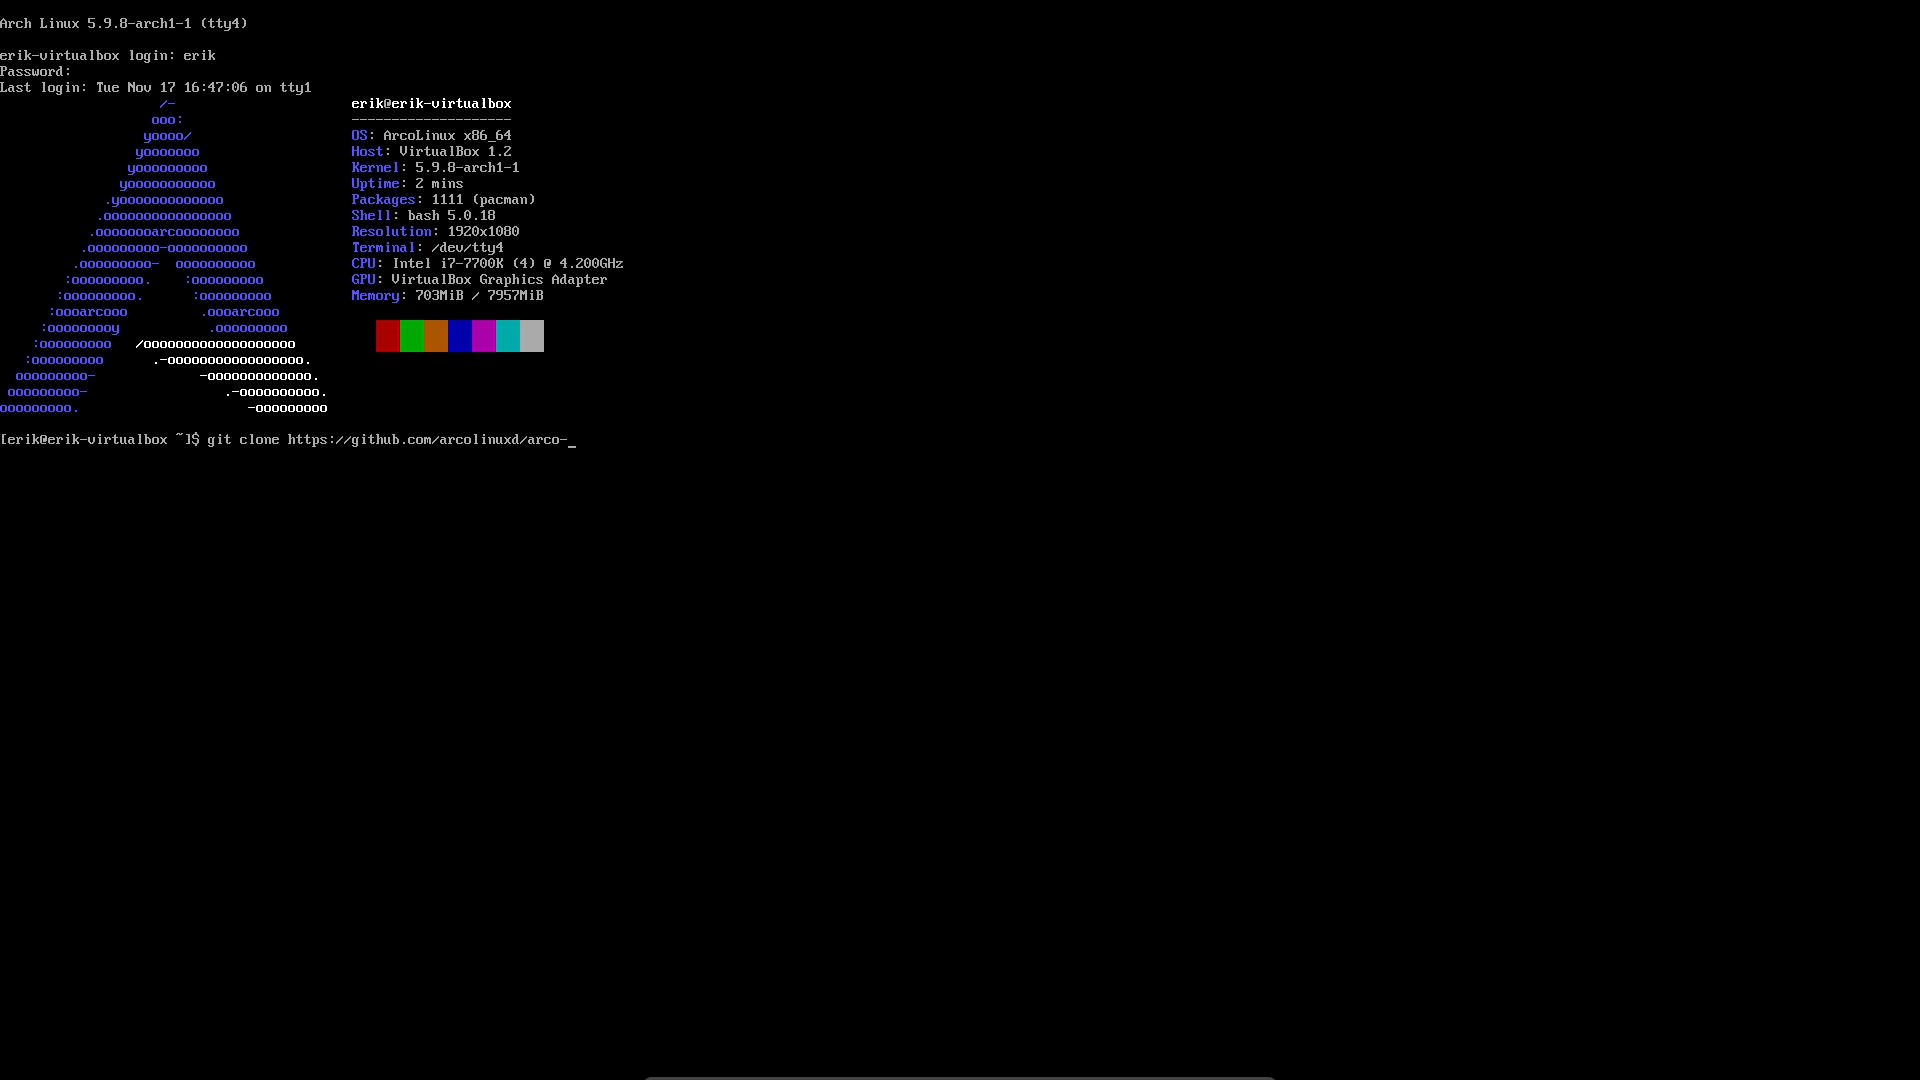 Arch Linux 5.9.8-arch1-1 (tty4)
erik-virtualbox login: erik
Password:
Last login: Tue Nov 17 16:47:06 on tty1
/- erik@erik-virtualbox
ooo: --------------------
yoooo/ OS: ArcoLinux x86_64
yooooooo Host: VirtualBox 1.2
yooooooooo Kernel: 5.9.8-arch1-1
yooooooooooo Uptime: 2 mins
.yooooooooooooo Packages: 1111 (pacman)
.oooooooooooooooo Shell: bash 5.0.18
.oooooooarcoooooooo Resolution: 1920x1080
.ooooooooo-oooooooooo Terminal: /dev/tty4
.ooooooooo-  oooooooooo CPU: Intel i7-7700K (4) @ 4.200GHz
:ooooooooo.    :ooooooooo GPU: VirtualBox Graphics Adapter
:ooooooooo.      :ooooooooo Memory: 703MiB / 7957MiB
:oooarcooo         .oooarcooo
:ooooooooy           .ooooooooo
:ooooooooo   /ooooooooooooooooooo
:ooooooooo      .-ooooooooooooooooo.
ooooooooo-             -ooooooooooooo.
ooooooooo-                 .-oooooooooo.
ooooooooo.                     -ooooooooo
[erik@erik-virtualbox ~]$ git clone https://github.com/arcolinuxd/arco-_